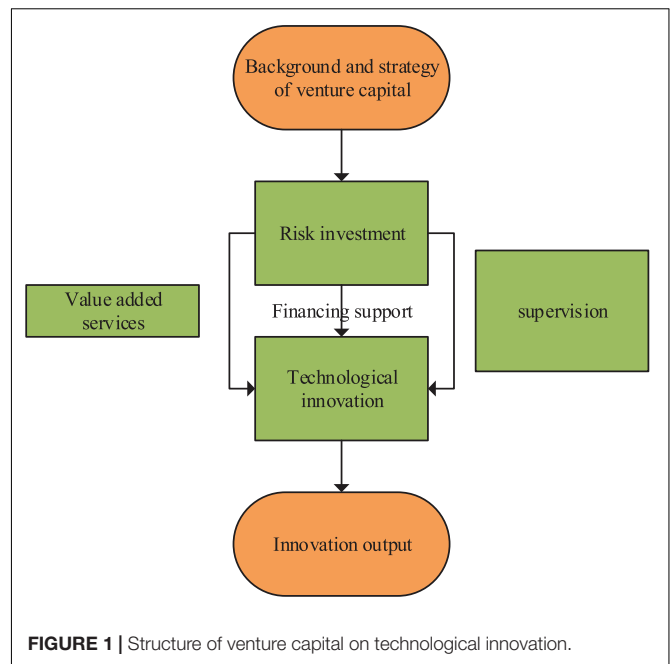 Background and strategy
of venture capital
Risk investment
Value added
services
Financing support
supervision
Technological
innovation
Innovation output
FIGURE 1 | Structure of venture capital on technological innovation.